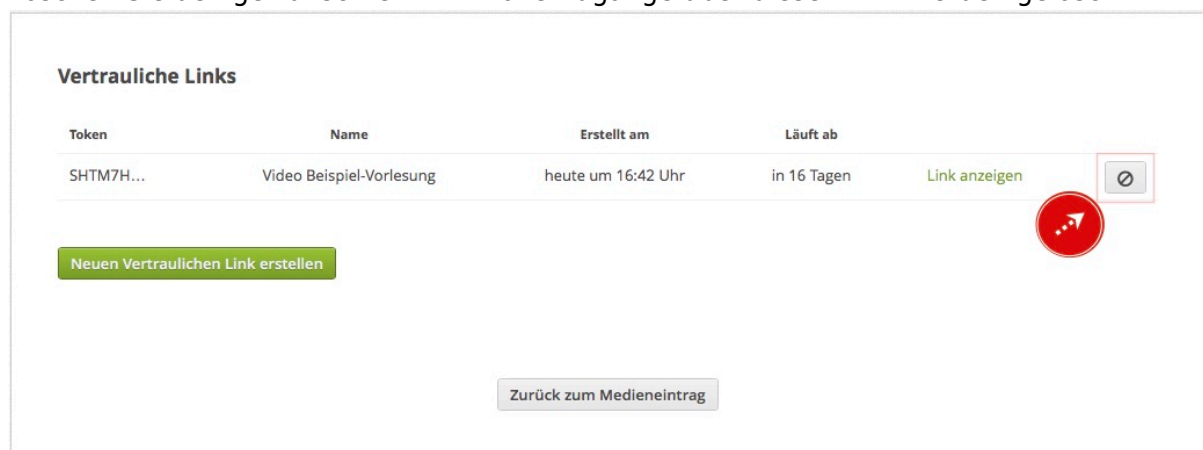 Vertrauliche Links
Token Name Erstellt am Läuft ab
SHTM7H... Video Beispiel-Vorlesung heute um 16:42 Uhr in 16 Tagen Link anzeigen
Neuen Vertraulichen Link erstellen
Zurück zum Medieneintrag